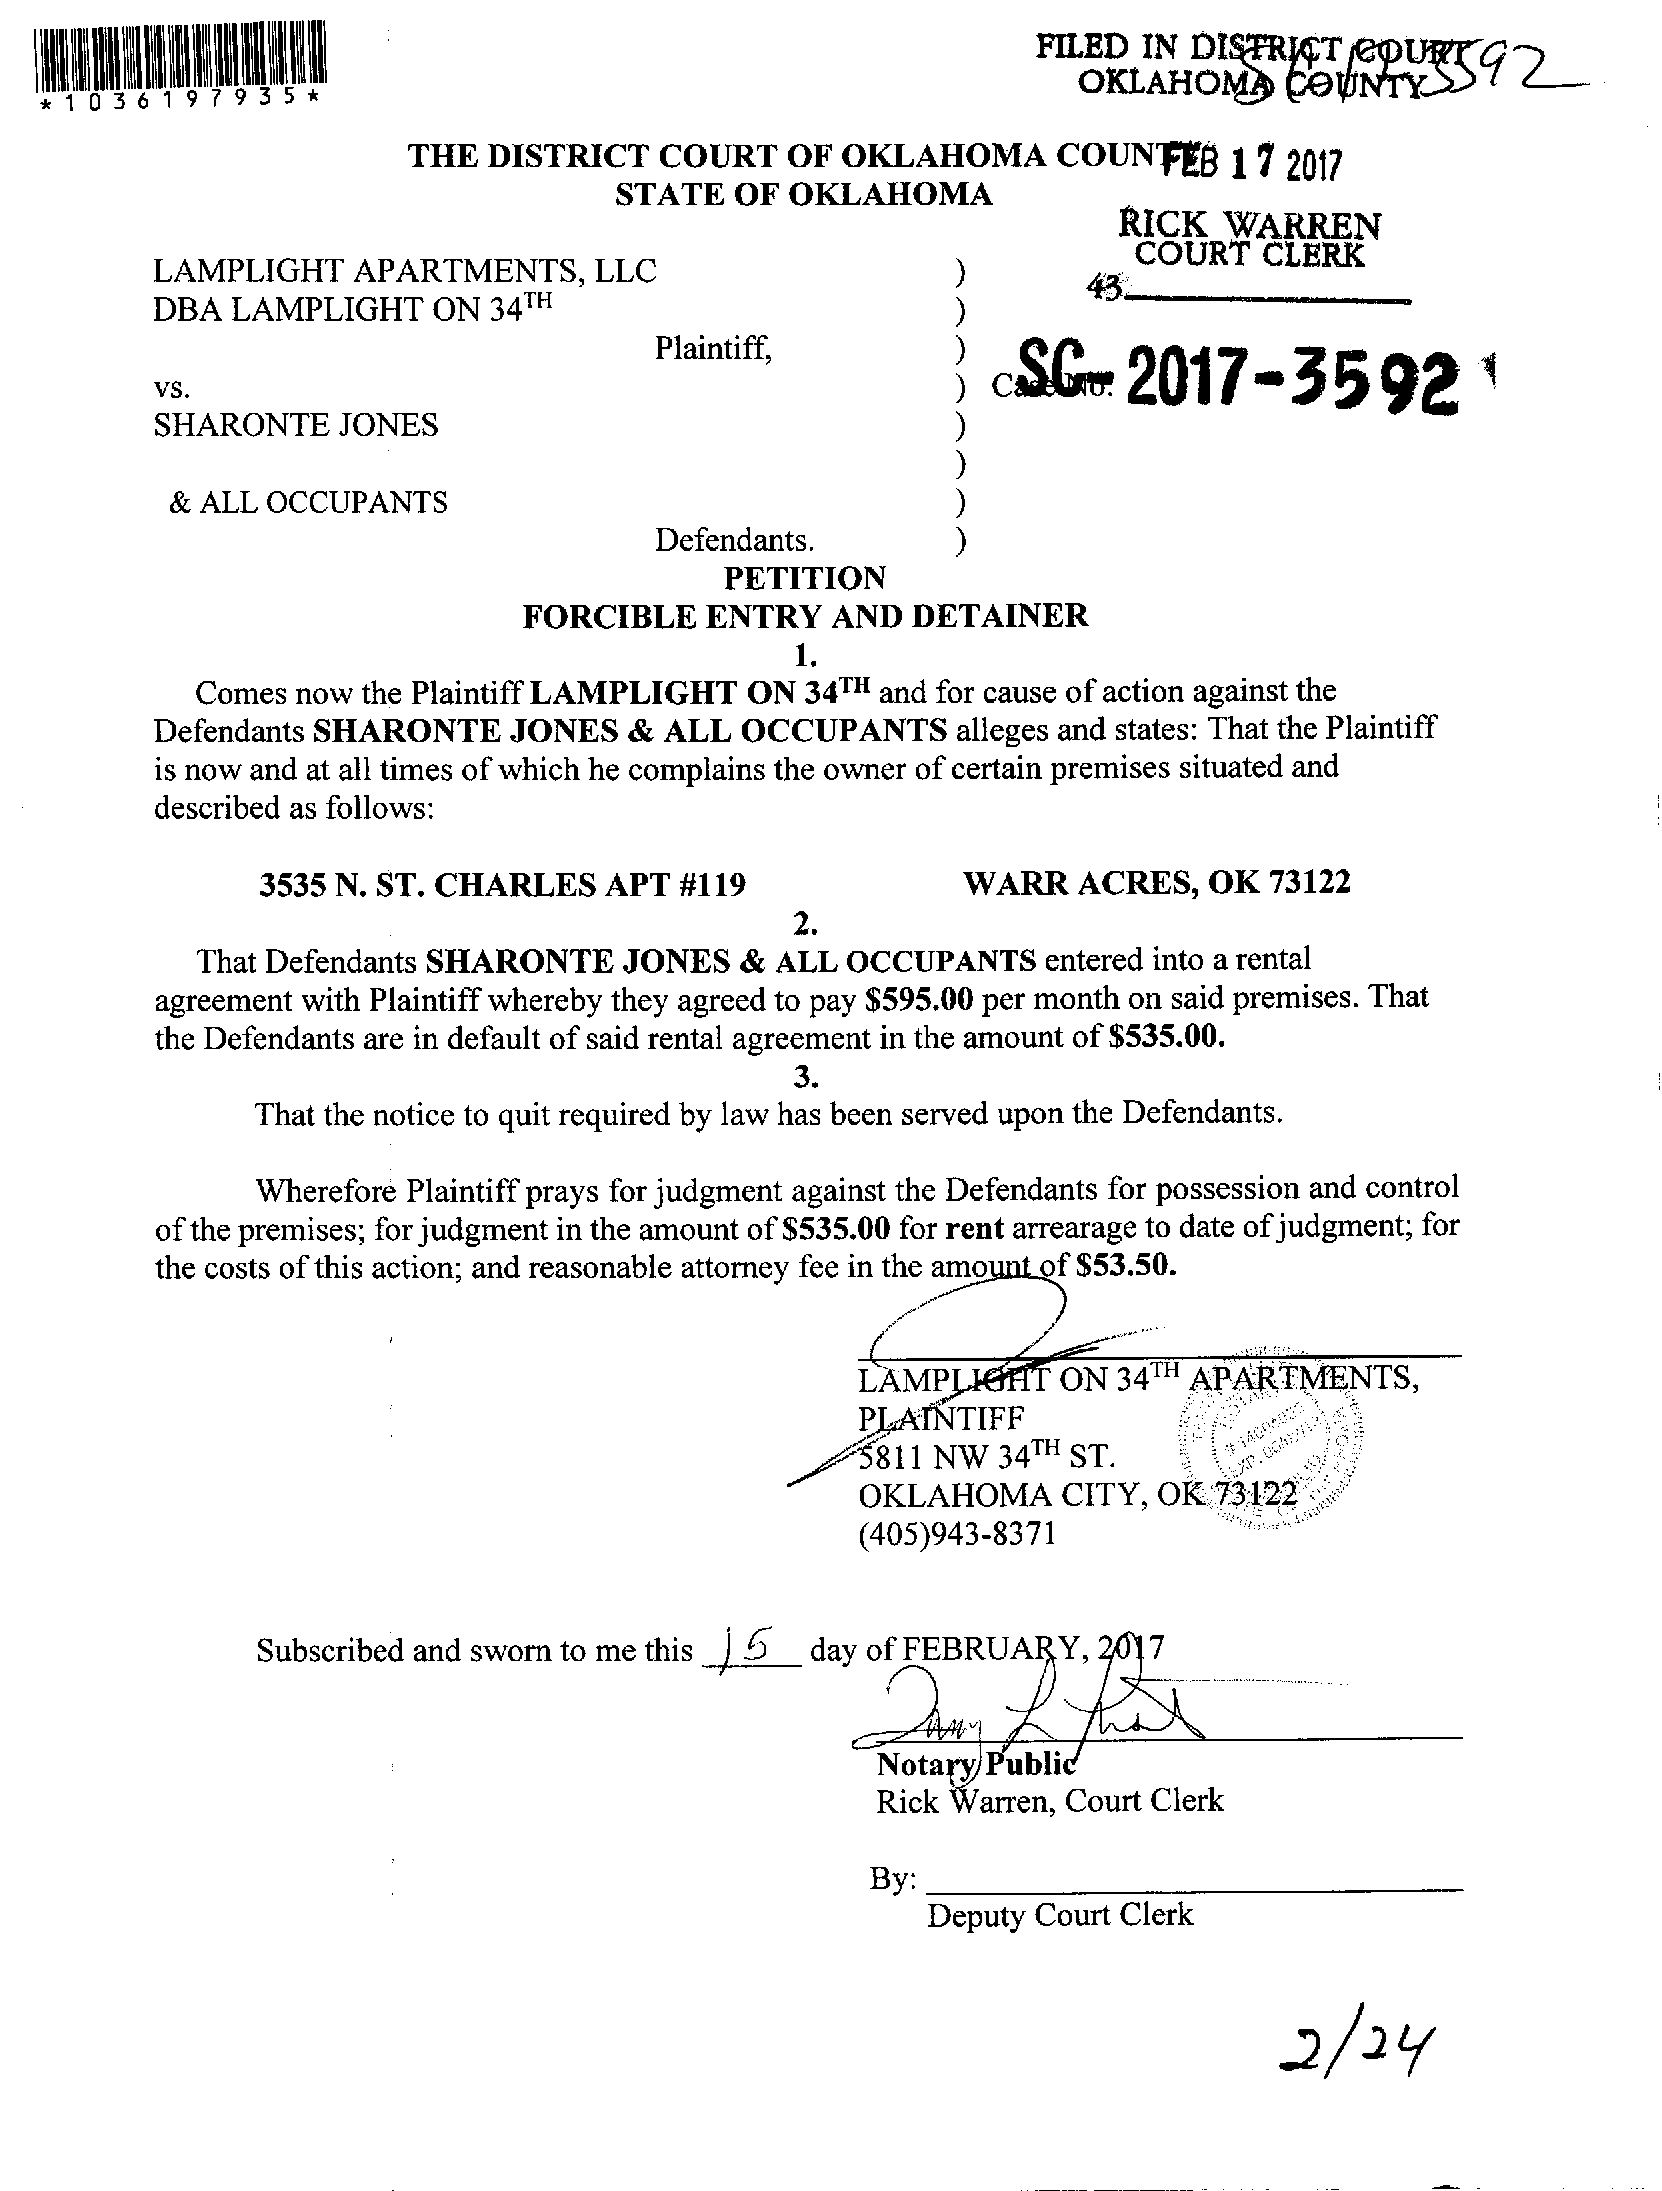 *1036197935*
FILED IN DISTRICT COURT
OKLAHOMA COUNTY
3592
THE DISTRICT COURT OF OKLAHOMA COUNTY
FEB 17 2017
STATE OF OKLAHOMA
RICK WARREN
COURT CLERK
43
LAMPLIGHT APARTMENTS, LLC )
DBA LAMPLIGHT ON 34TH )
Plaintiff, )
vs. ) Case No. SC-2017-3592
SHARONTE JONES )
)
& ALL OCCUPANTS )
Defendants. )
PETITION
FORCIBLE ENTRY AND DETAINER
1.
Comes now the Plaintiff LAMPLIGHT ON 34TH and for cause of action against the
Defendants SHARONTE JONES & ALL OCCUPANTS alleges and states: That the Plaintiff
is now and at all times of which he complains the owner of certain premises situated and
described as follows:
3535 N. ST. CHARLES APT #119 WARR ACRES, OK 73122
2.
That Defendants SHARONTE JONES & ALL OCCUPANTS entered into a rental
agreement with Plaintiff whereby they agreed to pay $595.00 per month on said premises. That
the Defendants are in default of said rental agreement in the amount of $535.00.
3.
That the notice to quit required by law has been served upon the Defendants.
Wherefore Plaintiff prays for judgment against the Defendants for possession and control
of the premises; for judgment in the amount of $535.00 for rent arrearage to date of judgment; for
the costs of this action; and reasonable attorney fee in the amount of $53.50.
LAMPLIGHT ON 34TH APARTMENTS,
PLAINTIFF
5811 NW 34TH ST.
OKLAHOMA CITY, OK 73122
(405)943-8371
Subscribed and sworn to me this 15 day of FEBRUARY, 2017
Notary Public
Rick Warren, Court Clerk
By:
Deputy Court Clerk
2/24